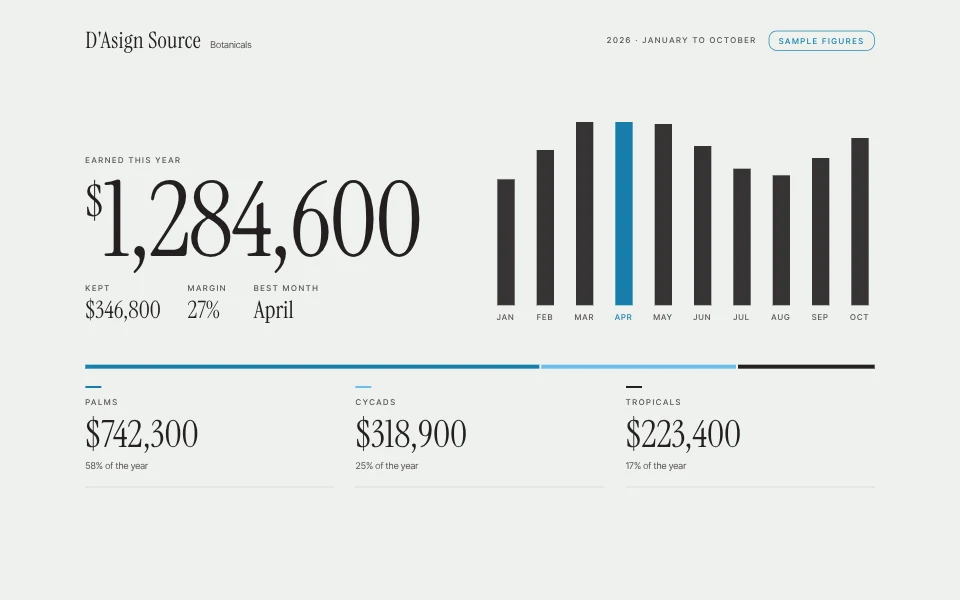 D'Asign Source Botanicals
2026 · JANUARY TO OCTOBER SAMPLE FIGURES
EARNED THIS YEAR
$1,284,600
KEPT MARGIN BEST MONTH
$346,800 27% April
JAN FEB MAR APR MAY JUN JUL AUG SEP OCT
PALMS CYCADS TROPICALS
$742,300 $318,900 $223,400
58% of the year 25% of the year 17% of the year